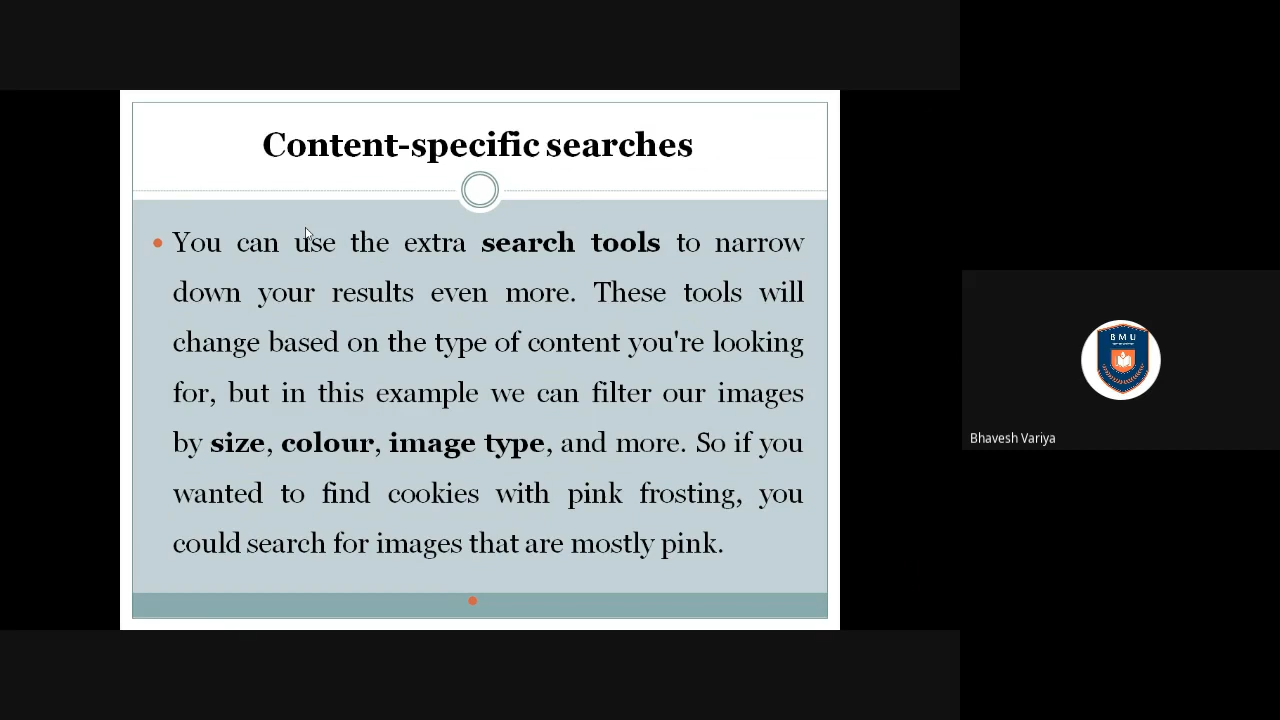 Content-specific searches
You can use the extra search tools to narrow
down your results even more. These tools will
change based on the type of content you're looking
for, but in this example we can filter our images
by size, colour, image type, and more. So if you
wanted to find cookies with pink frosting, you
could search for images that are mostly pink.
BMU
Bhavesh Variya